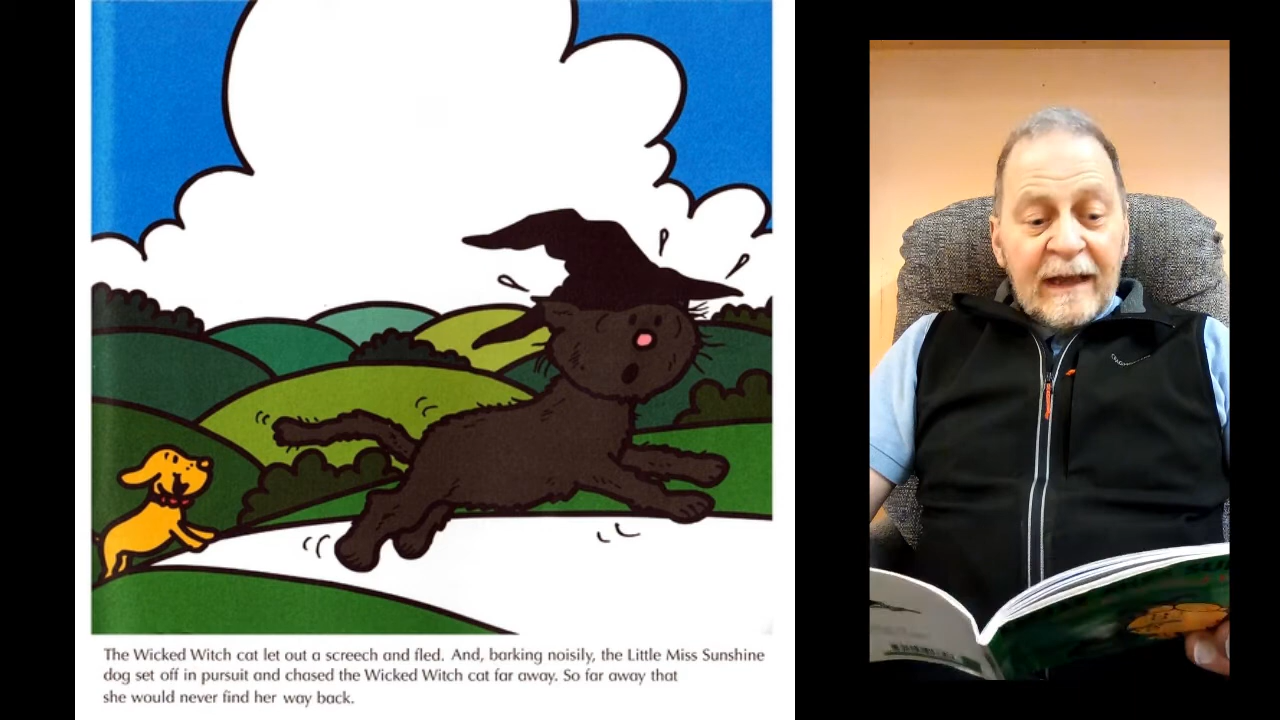 The Wicked Witch cat let out a screech and fled. And, barking noisily, the Little Miss Sunshine
dog set off in pursuit and chased the Wicked Witch cat far away. So far away that
she would never find her way back.